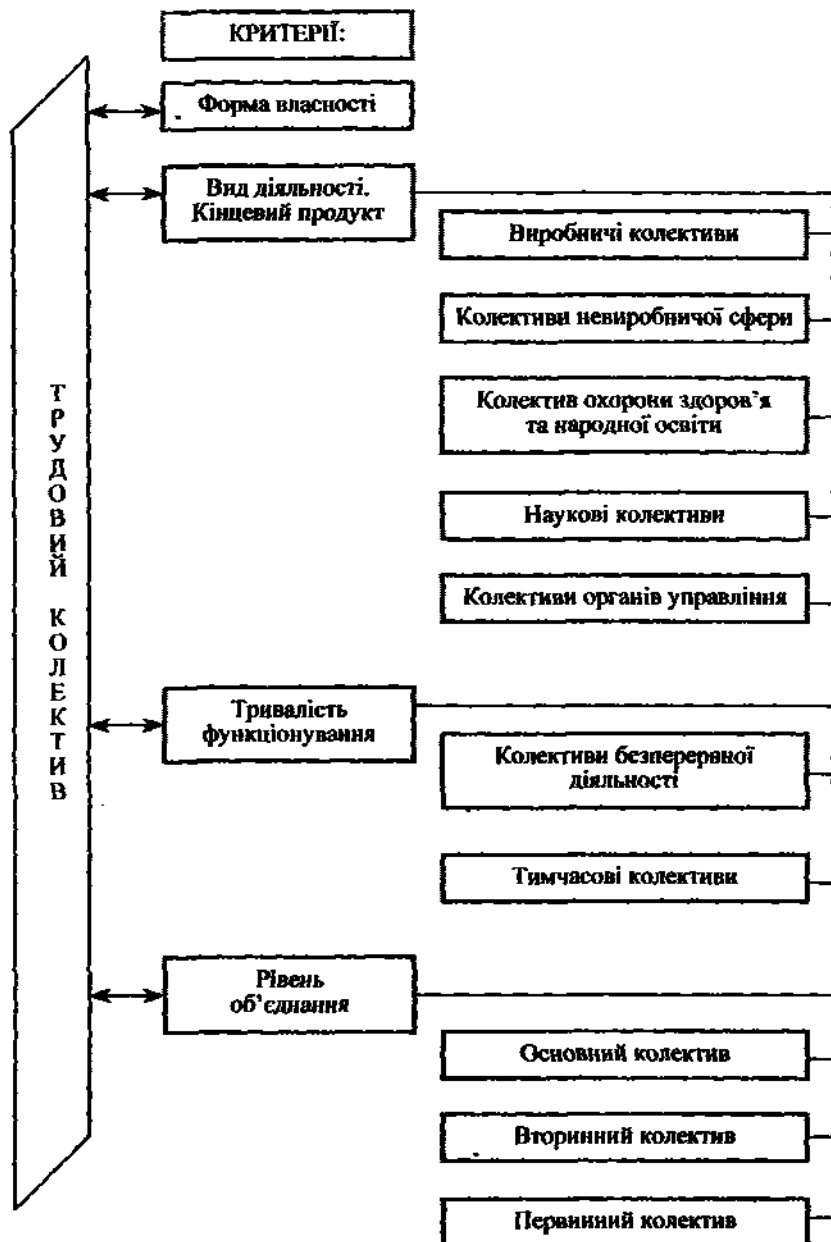 КРИТЕРІЇ:
Форма власності
Вид діяльності.
Кінцевий продукт
Виробничі колективи
Колективи невиробничої сфери
Колектив охорони здоров’я
та народної освіти
Наукові колективи
Колективи органів управління
ТРУДОВИЙ КОЛЕКТИВ
Тривалість
функціонування
Колективи безперервної
діяльності
Тимчасові колективи
Рівень
об’єднання
Основний колектив
Вторинний колектив
Первинний колектив